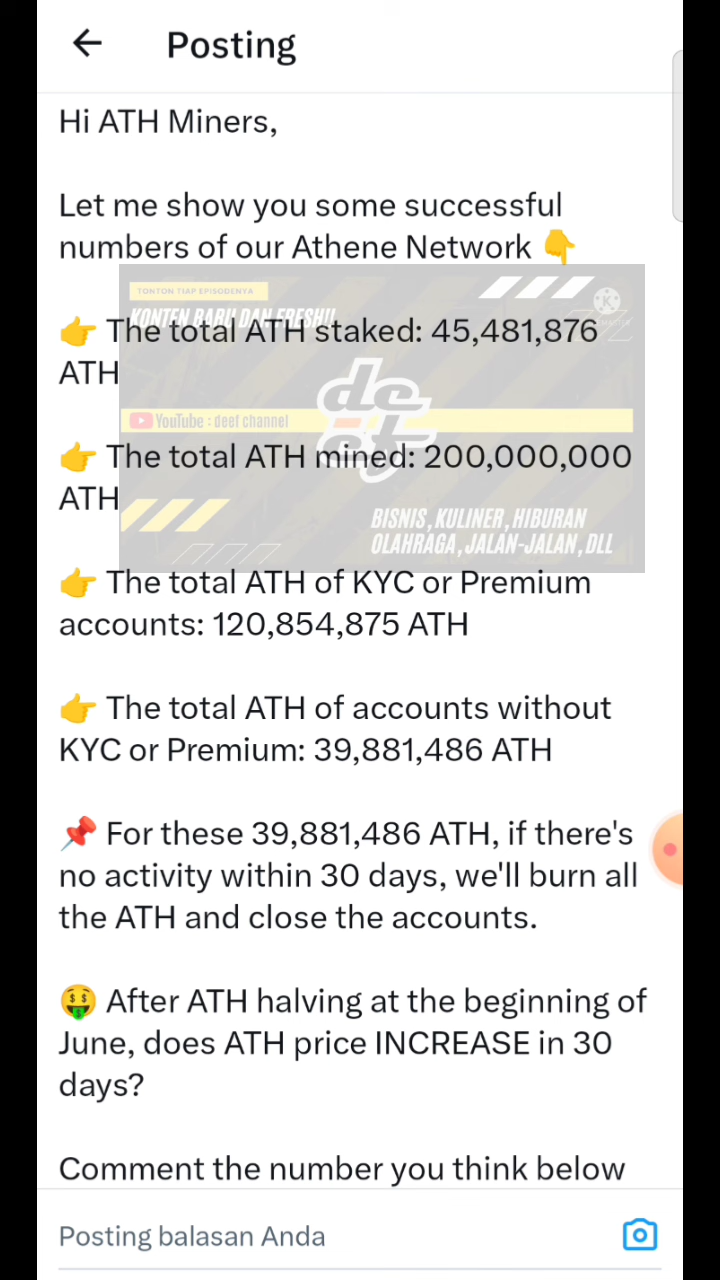 Posting
Hi ATH Miners,
Let me show you some successful
numbers of our Athene Network 👇
TONTON TIAP EPISODENYA
KONTEN BARU DAN FRESH!!
👉 The total ATH staked: 45,481,876
ATH
de
YouTube : deef channel
👉 The total ATH mined: 200,000,000
ATH
BISNIS, KULINER, HIBURAN
OLAHRAGA, JALAN-JALAN, DLL
👉 The total ATH of KYC or Premium
accounts: 120,854,875 ATH
👉 The total ATH of accounts without
KYC or Premium: 39,881,486 ATH
📌 For these 39,881,486 ATH, if there's
no activity within 30 days, we'll burn all
the ATH and close the accounts.
🤑 After ATH halving at the beginning of
June, does ATH price INCREASE in 30
days?
Comment the number you think below
Posting balasan Anda